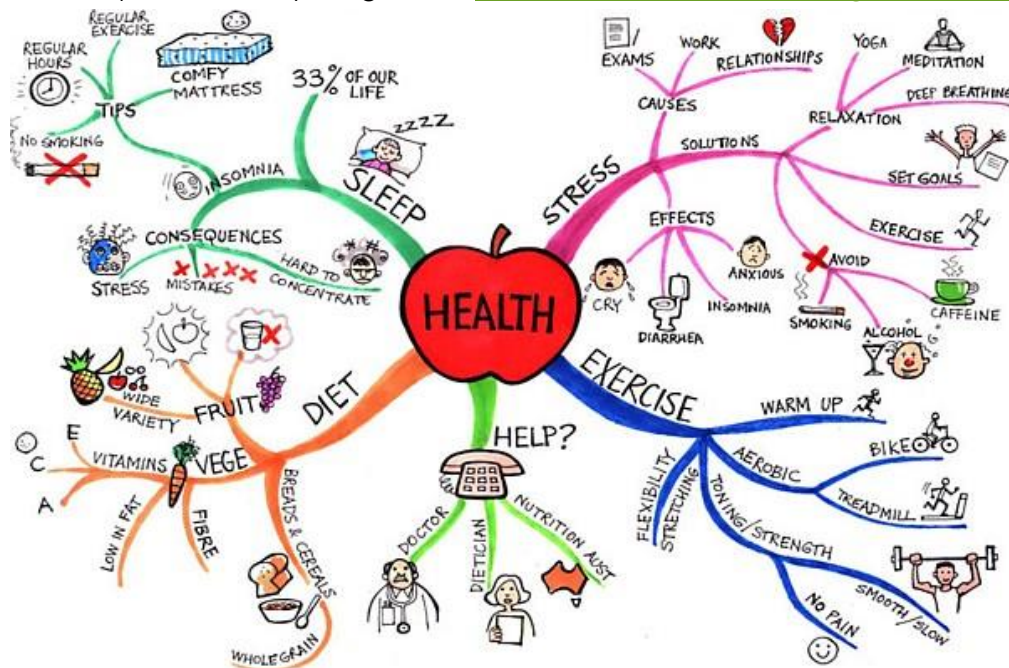 HEALTH
SLEEP
33% OF OUR
LIFE
ZZZZ
INSOMNIA
TIPS
REGULAR
EXERCISE
REGULAR
HOURS
COMFY
MATTRESS
NO SMOKING
CONSEQUENCES
STRESS
MISTAKES
HARD TO
CONCENTRATE
STRESS
CAUSES
EXAMS
WORK
RELATIONSHIPS
SOLUTIONS
RELAXATION
YOGA
MEDITATION
DEEP BREATHING
SET GOALS
EXERCISE
AVOID
SMOKING
ALCOHOL
CAFFEINE
EFFECTS
CRY
DIARRHEA
INSOMNIA
ANXIOUS
DIET
FRUIT
WIDE
VARIETY
VEGE
VITAMINS
E
C
A
LOW IN FAT
FIBRE
BREADS & CEREALS
WHOLEGRAIN
HELP?
DOCTOR
DIETICIAN
NUTRITION AUST
EXERCISE
WARM UP
AEROBIC
BIKE
TREADMILL
TONING/STRENGTH
SMOOTH/SLOW
NO PAIN
FLEXIBILITY
STRETCHING